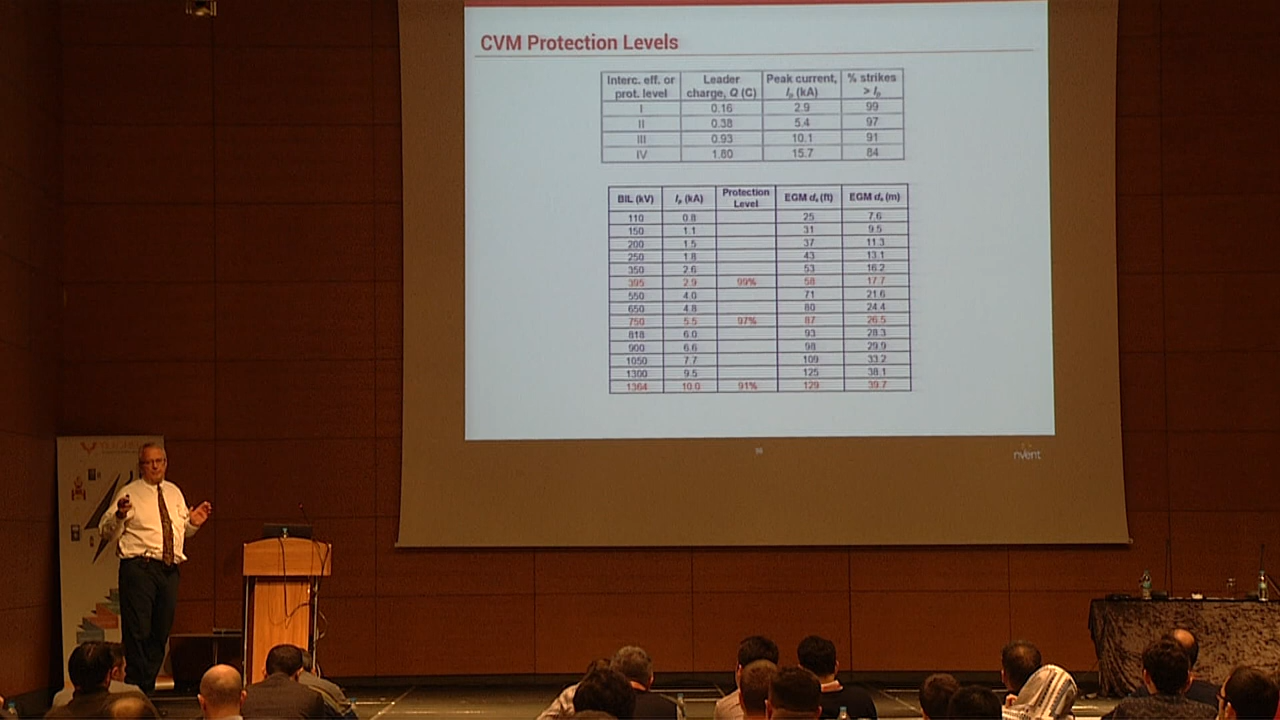 CVM Protection Levels
Interc. eff. or prot. level Leader charge, Q (C) Peak current, Ip (kA) % strikes > Ip
I 0.16 2.9 99
II 0.38 5.4 97
III 0.93 10.1 91
IV 1.80 15.7 84
BIL (kV) Ip (kA) Protection Level EGM ds (ft) EGM ds (m)
110 0.8 25 7.6
150 1.1 31 9.5
200 1.5 37 11.3
250 1.8 43 13.1
350 2.6 53 16.2
395 2.9 99% 58 17.7
550 4.0 71 21.6
650 4.8 80 24.4
750 5.5 97% 87 26.5
818 6.0 93 28.3
900 6.6 98 29.9
1050 7.7 109 33.2
1300 9.5 125 38.1
1364 10.0 91% 129 39.7
nvent